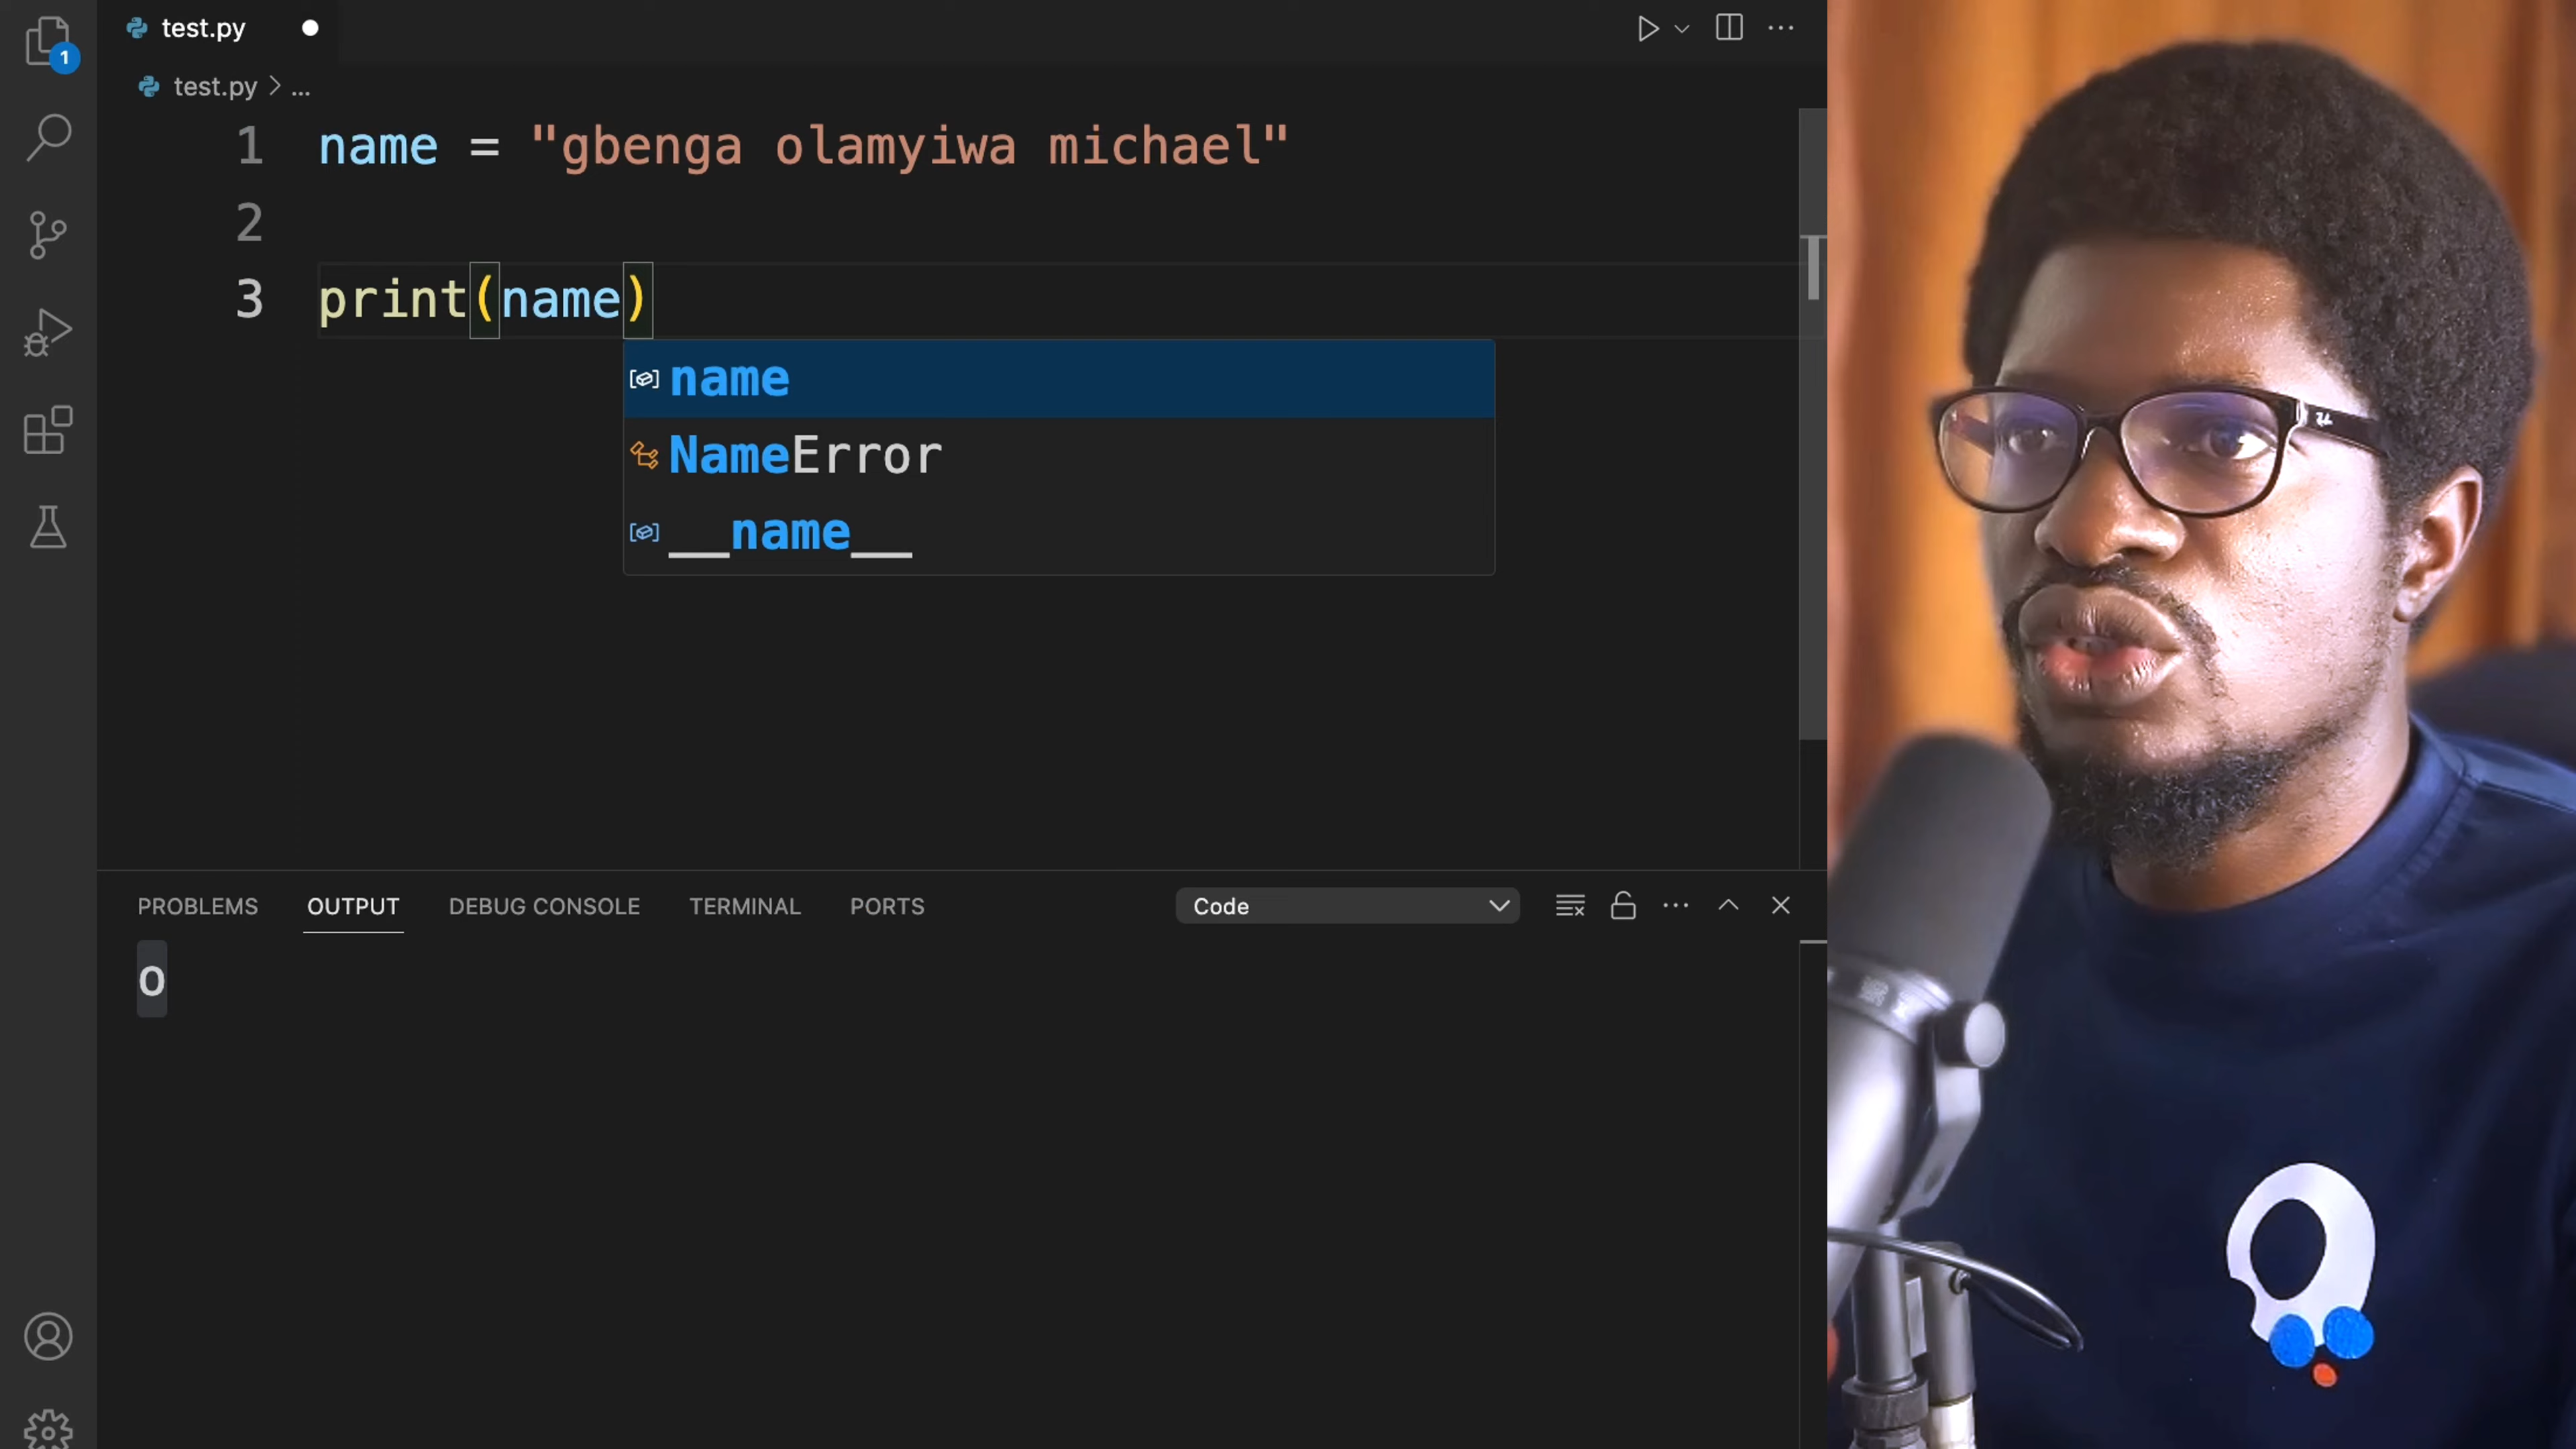 test.py
1
test.py > ...
1 name = "gbenga olamyiwa michael"
2
3 print(name)
name
NameError
__name__
PROBLEMS OUTPUT DEBUG CONSOLE TERMINAL PORTS Code
o